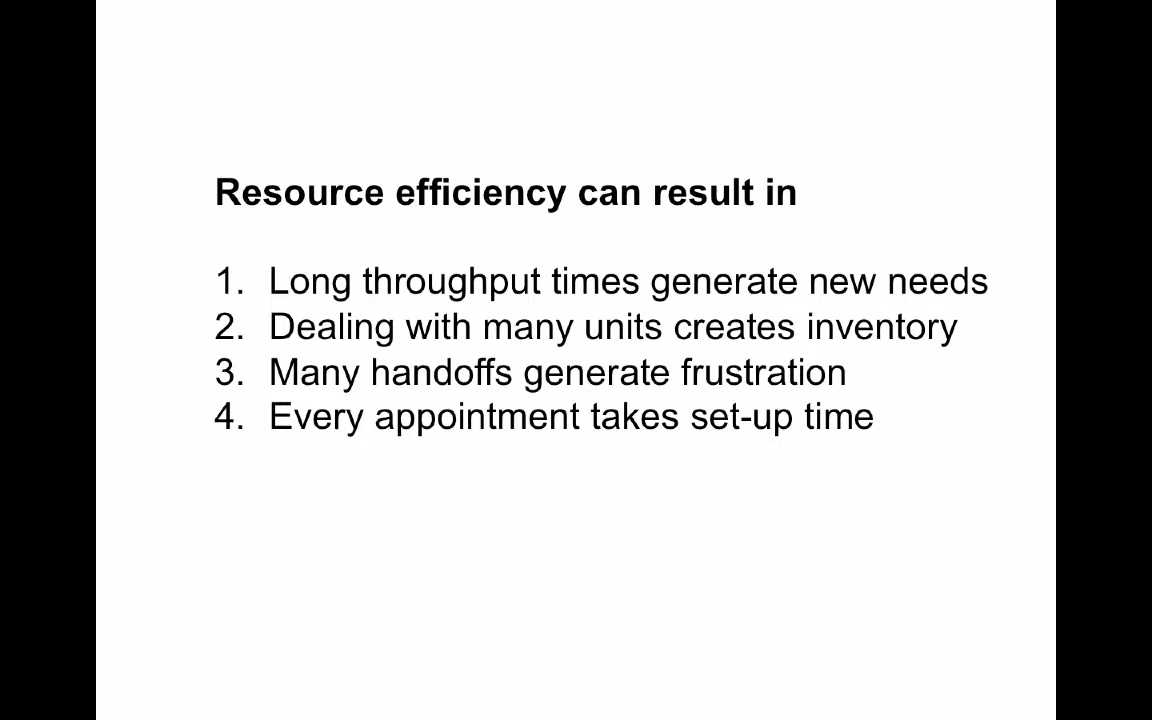 Resource efficiency can result in
1. Long throughput times generate new needs
2. Dealing with many units creates inventory
3. Many handoffs generate frustration
4. Every appointment takes set-up time